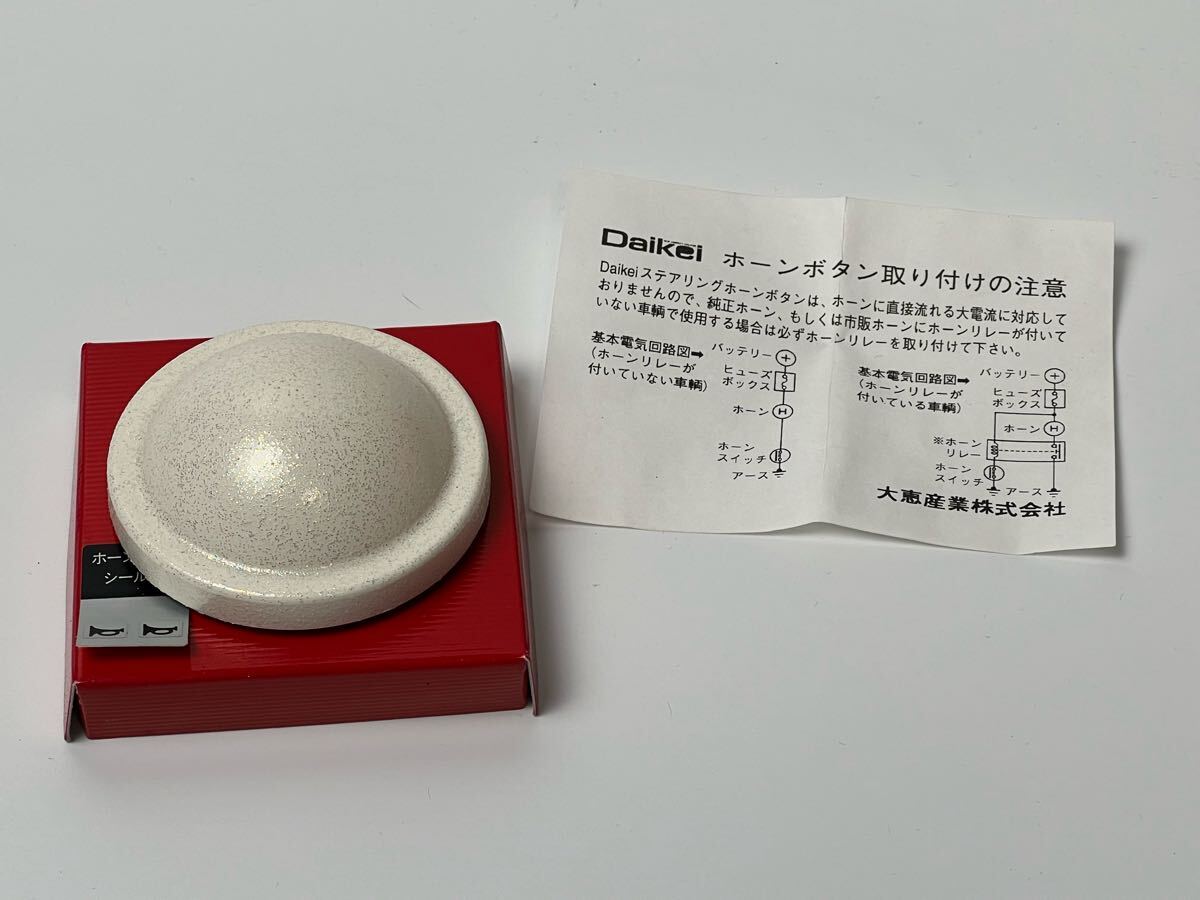 Daikei ホーンボタン取り付けの注意
Daikeiステアリングホーンボタンは、ホーンに直接流れる大電流に対応して
おりませんので、純正ホーン、もしくは市販ホーンにホーンリレーが付いて
いない車輌で使用する場合は必ずホーンリレーを取り付けて下さい。
基本電気回路図➡
(ホーンリレーが
付いていない車輌)
バッテリー
ヒューズ
ボックス
ホーン H
ホーン
スイッチ
アース
基本電気回路図➡
(ホーンリレーが
付いている車輌)
バッテリー
ヒューズ
ボックス
ホーン H
※ホーン
リレー
ホーン
スイッチ
アース
大恵産業株式会社
ホーン
シール